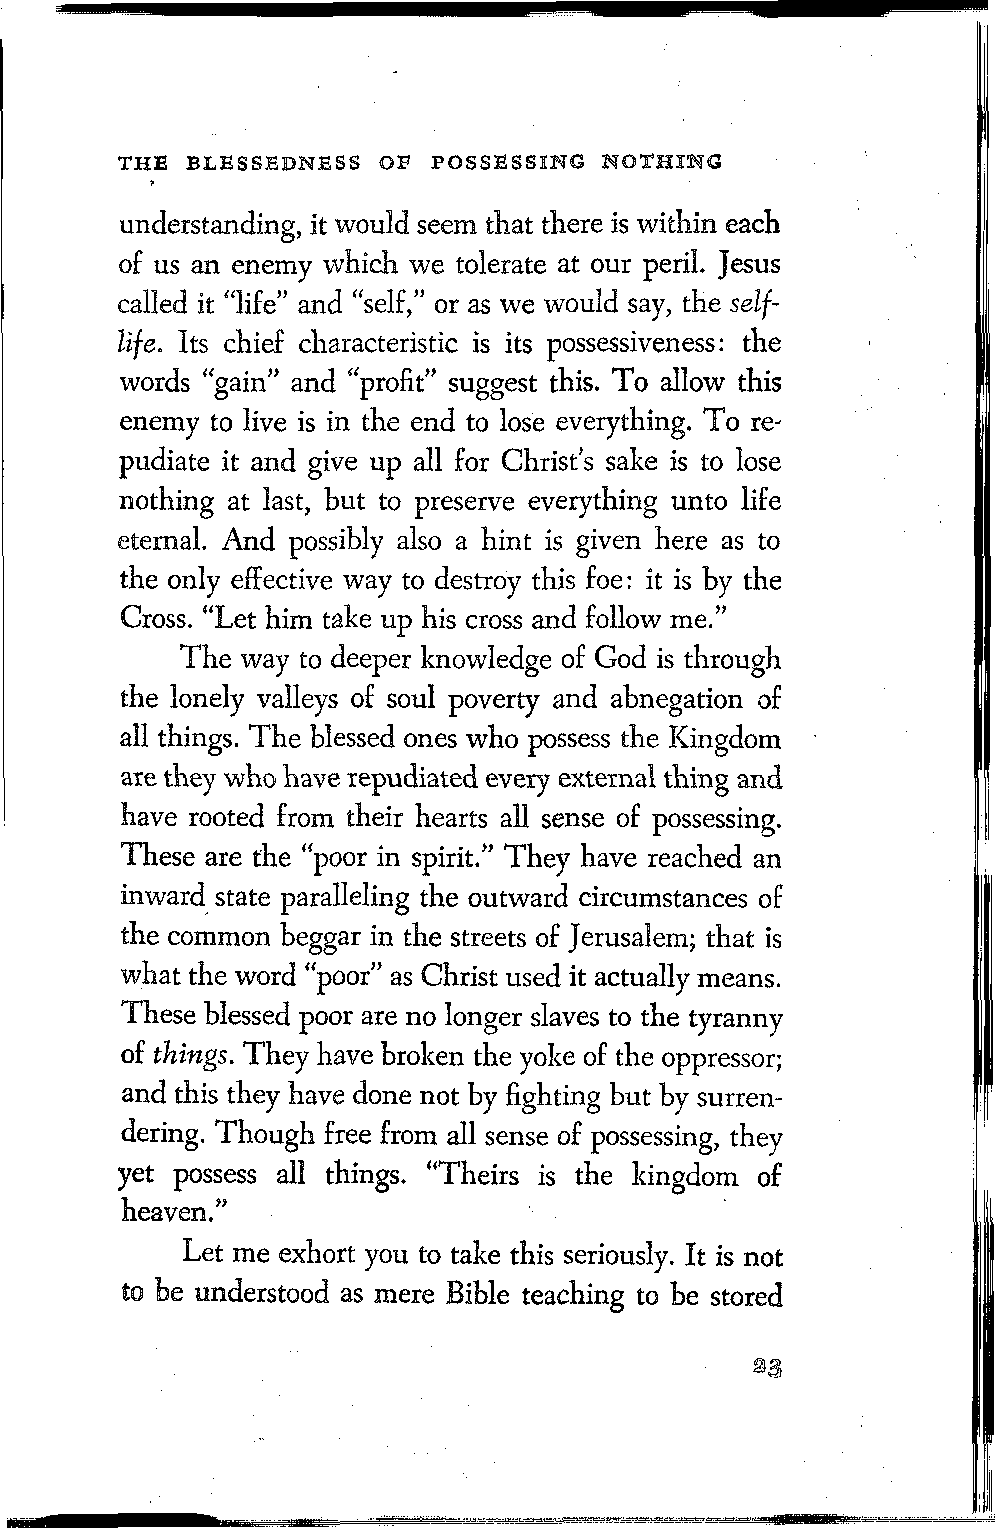 THE BLESSEDNESS OF POSSESSING NOTHING
understanding, it would seem that there is within each
of us an enemy which we tolerate at our peril. Jesus
called it "life" and "self," or as we would say, the self-
life. Its chief characteristic is its possessiveness: the
words "gain" and "profit" suggest this. To allow this
enemy to live is in the end to lose everything. To re-
pudiate it and give up all for Christ's sake is to lose
nothing at last, but to preserve everything unto life
eternal. And possibly also a hint is given here as to
the only effective way to destroy this foe: it is by the
Cross. "Let him take up his cross and follow me."
The way to deeper knowledge of God is through
the lonely valleys of soul poverty and abnegation of
all things. The blessed ones who possess the Kingdom
are they who have repudiated every external thing and
have rooted from their hearts all sense of possessing.
These are the "poor in spirit." They have reached an
inward state paralleling the outward circumstances of
the common beggar in the streets of Jerusalem; that is
what the word "poor" as Christ used it actually means.
These blessed poor are no longer slaves to the tyranny
of things. They have broken the yoke of the oppressor;
and this they have done not by fighting but by surren-
dering. Though free from all sense of possessing, they
yet possess all things. "Theirs is the kingdom of
heaven."
Let me exhort you to take this seriously. It is not
to be understood as mere Bible teaching to be stored
23